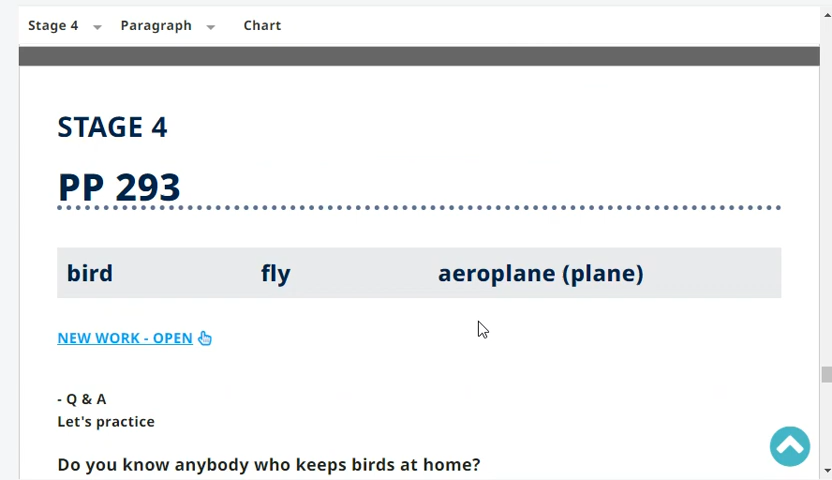 Stage 4 Paragraph Chart
STAGE 4
PP 293
bird fly aeroplane (plane)
NEW WORK - OPEN
- Q & A
Let's practice
Do you know anybody who keeps birds at home?